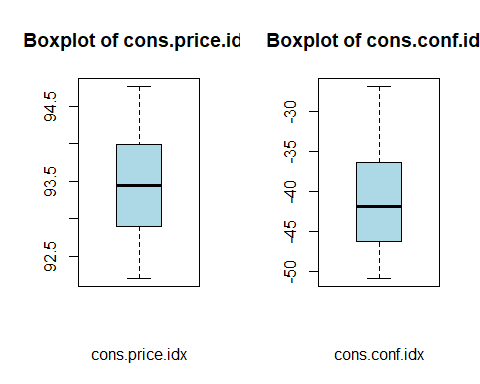 Boxplot of cons.price.id
94.5
93.5
92.5
cons.price.idx
Boxplot of cons.conf.id
-30
-35
-40
-45
-50
cons.conf.idx